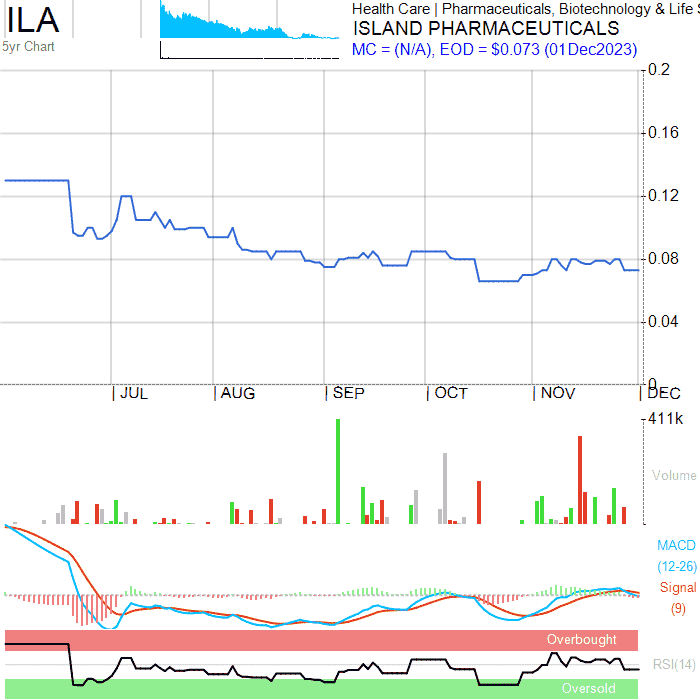 ILA
5yr Chart
Health Care | Pharmaceuticals, Biotechnology & Life S
ISLAND PHARMACEUTICALS
MC = (N/A), EOD = $0.073 (01Dec2023)
0.2
0.16
0.12
0.08
0.04
0
| JUL | AUG | SEP | OCT | NOV | DEC
411k
Volume
MACD
(12-26)
Signal
(9)
Overbought
RSI(14)
Oversold